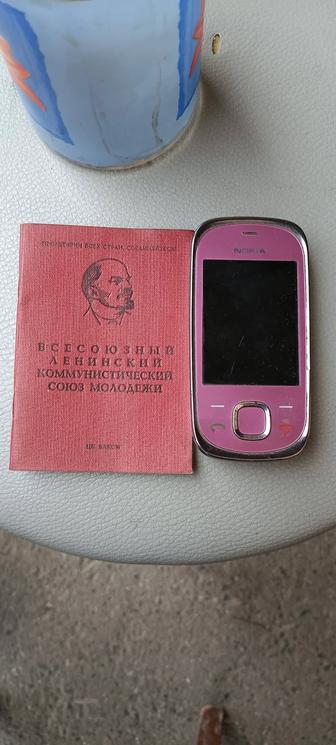 ПРОЛЕТАРИИ ВСЕХ СТРАН, СОЕДИНЯЙТЕСЬ!
ВСЕСОЮЗНЫЙ
ЛЕНИНСКИЙ
КОММУНИСТИЧЕСКИЙ
СОЮЗ МОЛОДЕЖИ
ЦК ВЛКСМ
NOKIA